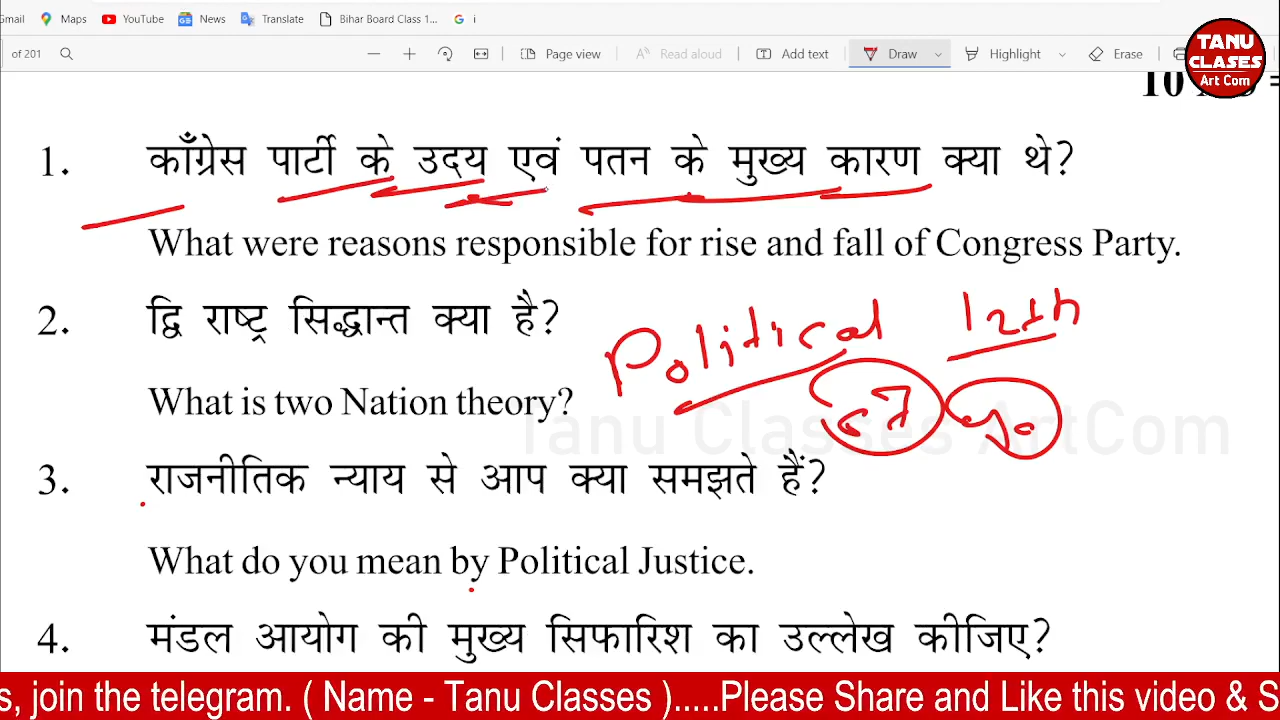 Gmail Maps YouTube News Translate Bihar Board Class 1...
of 201 Page view Read aloud Add text Draw Highlight Erase
TANU
CLASES
Art Com
1. काँग्रेस पार्टी के उदय एवं पतन के मुख्य कारण क्या थे?
What were reasons responsible for rise and fall of Congress Party.
2. द्वि राष्ट्र सिद्धान्त क्या है?
Political 12th
What is two Nation theory?
Tanu Classes ArtCom
3. राजनीतिक न्याय से आप क्या समझते हैं?
What do you mean by Political Justice.
4. मंडल आयोग की मुख्य सिफारिश का उल्लेख कीजिए?
s, join the telegram. ( Name - Tanu Classes ).....Please Share and Like this video & S